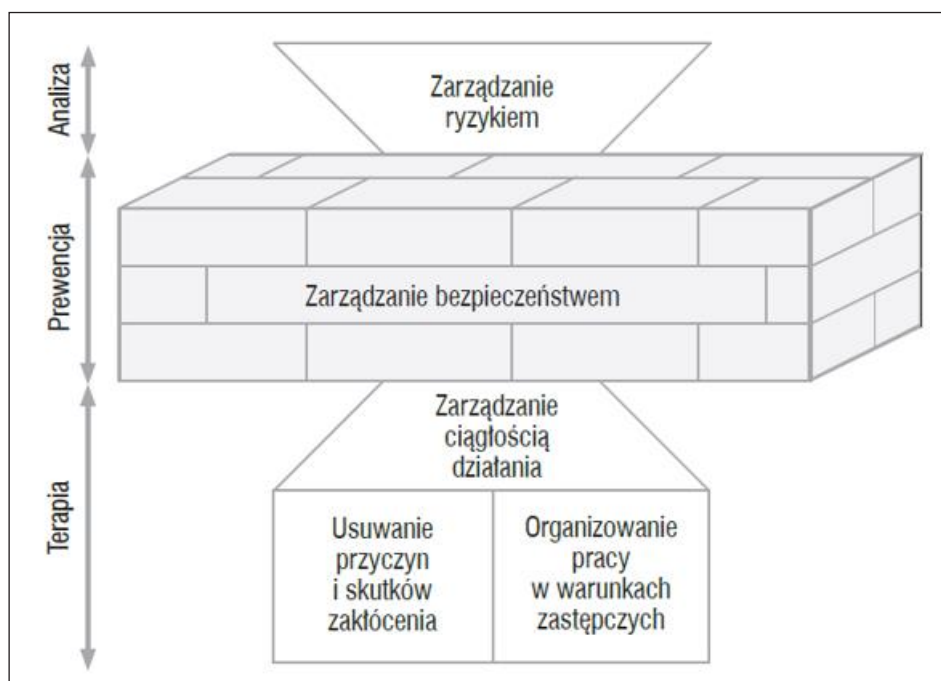 Analiza
Zarządzanie
ryzykiem
Prewencja
Zarządzanie bezpieczeństwem
Terapia
Zarządzanie
ciągłością
działania
Usuwanie
przyczyn
i skutków
zakłócenia
Organizowanie
pracy
w warunkach
zastępczych